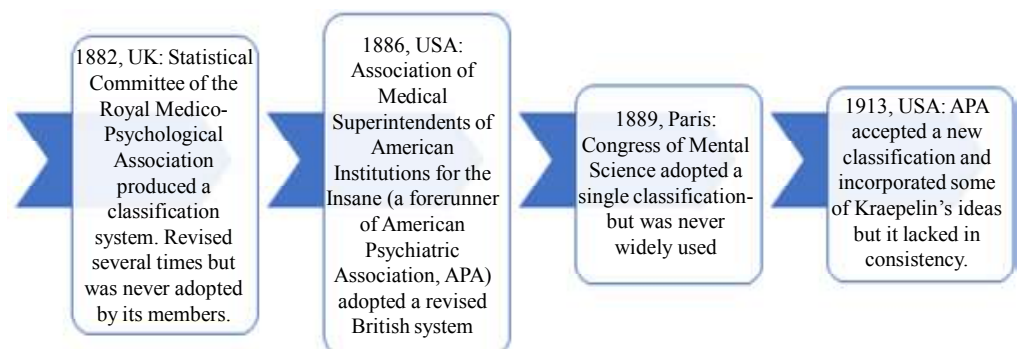 1882, UK: Statistical
Committee of the
Royal Medico-
Psychological
Association
produced a
classification
system. Revised
several times but
was never adopted
by its members.
1886, USA:
Association of
Medical
Superintendents of
American
Institutions for the
Insane (a forerunner
of American
Psychiatric
Association, APA)
adopted a revised
British system
1889, Paris:
Congress of Mental
Science adopted a
single classification-
but was never
widely used
1913, USA: APA
accepted a new
classification and
incorporated some
of Kraepelin’s ideas
but it lacked in
consistency.